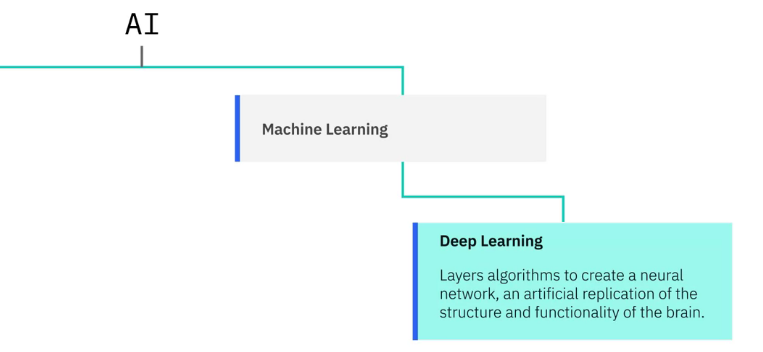 AI
Machine Learning
Deep Learning
Layers algorithms to create a neural
network, an artificial replication of the
structure and functionality of the brain.